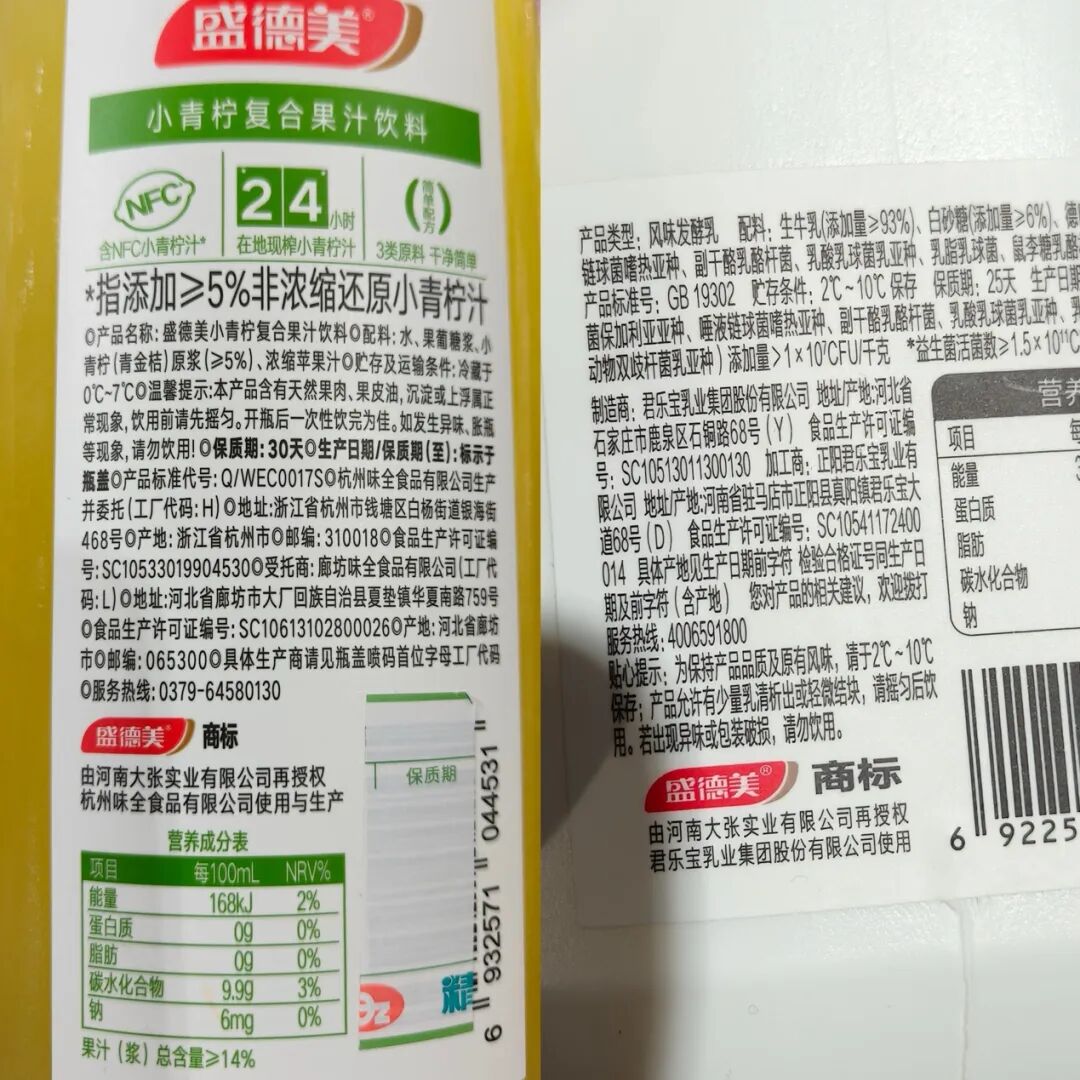 盛德美®
小青柠复合果汁饮料
NFC
含NFC小青柠汁*
24小时
在地现榨小青柠汁
简单配方
3类原料 干净简单
*指添加≥5%非浓缩还原小青柠汁
◎产品名称: 盛德美小青柠复合果汁饮料◎配料: 水、果葡糖浆、小
青柠(青金桔)原浆(≥5%)、浓缩苹果汁◎贮存及运输条件: 冷藏于
0℃~7℃◎温馨提示:本产品含有天然果肉、果皮油, 沉淀或上浮属正
常现象, 饮用前请先摇匀。开瓶后一次性饮完为佳。如发生异味、胀瓶
等现象, 请勿饮用! ◎保质期: 30天◎生产日期/保质期(至): 标示于
瓶盖◎产品标准代号: Q/WEC0017S◎杭州味全食品有限公司生产
并委托(工厂代码: H) ◎地址: 浙江省杭州市钱塘区白杨街道银海街
468号◎产地: 浙江省杭州市◎邮编: 310018◎食品生产许可证编
号: SC10533019904530◎受托商: 廊坊味全食品有限公司(工厂代
码: L) ◎地址:河北省廊坊市大厂回族自治县夏垫镇华夏南路759号
◎食品生产许可证编号: SC10613102800026◎产地: 河北省廊坊
市◎邮编: 065300◎具体生产商请见瓶盖喷码首位字母工厂代码
◎服务热线: 0379-64580130
盛德美® 商标
由河南大张实业有限公司再授权
杭州味全食品有限公司使用与生产
营养成分表
项目 每100mL NRV%
能量 168kJ 2%
蛋白质 0g 0%
脂肪 0g 0%
碳水化合物 9.9g 3%
钠 6mg 0%
果汁(浆)总含量≥14%
保质期
精
6 932571 044531
产品类型: 风味发酵乳 配料: 生牛乳(添加量≥93%)、白砂糖(添加量≥6%)、德
链球菌嗜热亚种、副干酪乳酪杆菌、乳酸乳球菌乳亚种、乳脂乳球菌、鼠李糖乳酪
产品标准号: GB 19302 贮存条件: 2℃~10℃保存 保质期: 25天 生产日期
菌保加利亚亚种、唾液链球菌嗜热亚种、副干酪乳酪杆菌、乳酸乳球菌乳亚种、
动物双歧杆菌乳亚种)添加量>1×10⁷CFU/千克 *益生菌活菌数≥1.5×10¹¹C
制造商: 君乐宝乳业集团股份有限公司 地址/产地:河北省
石家庄市鹿泉区石铜路68号(Y) 食品生产许可证编
号: SC10513011300130 加工商: 正阳君乐宝乳业有
限公司 地址/产地:河南省驻马店市正阳县真阳镇君乐宝大
道68号(D) 食品生产许可证编号: SC10541172400
014 具体产地见生产日期前字符 检验合格证号同生产日
期及前字符(含产地) 您对产品的相关建议, 欢迎拨打
服务热线: 4006591800
贴心提示: 为保持产品品质及原有风味, 请于2℃~10℃
保存; 产品允许有少量乳清析出或轻微结块, 请摇匀后饮
用。若出现异味或包装破损, 请勿饮用。
盛德美® 商标
由河南大张实业有限公司再授权
君乐宝乳业集团股份有限公司使用
营养
项目 每
能量
蛋白质
脂肪
碳水化合物
钠
6 9225